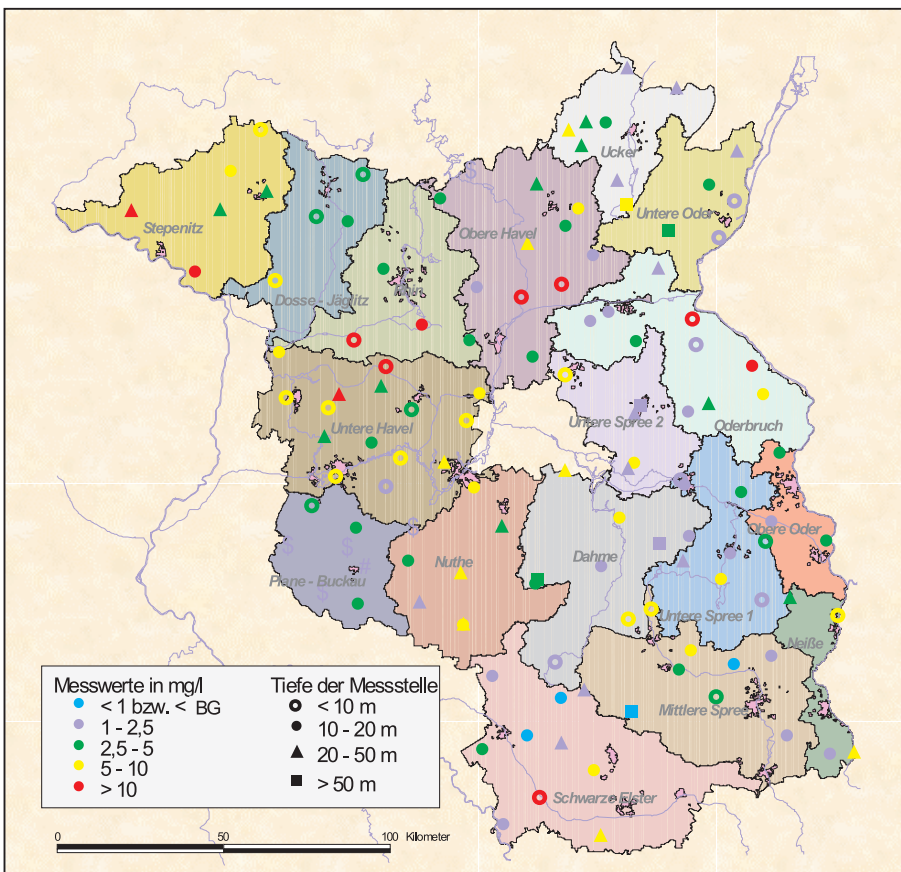 Ucker
Untere Oder
Stepenitz
Obere Havel
Dosse - Jäglitz
Rhin
Untere Havel
Untere Spree 2
Oderbruch
Obere Oder
Plane - Buckau
Nuthe
Dahme
Untere Spree 1
Neiße
Mittlere Spree
Schwarze Elster
Messwerte in mg/l
< 1 bzw. < BG
1 - 2,5
2,5 - 5
5 - 10
> 10
Tiefe der Messstelle
< 10 m
10 - 20 m
20 - 50 m
> 50 m
0 50 100 Kilometer